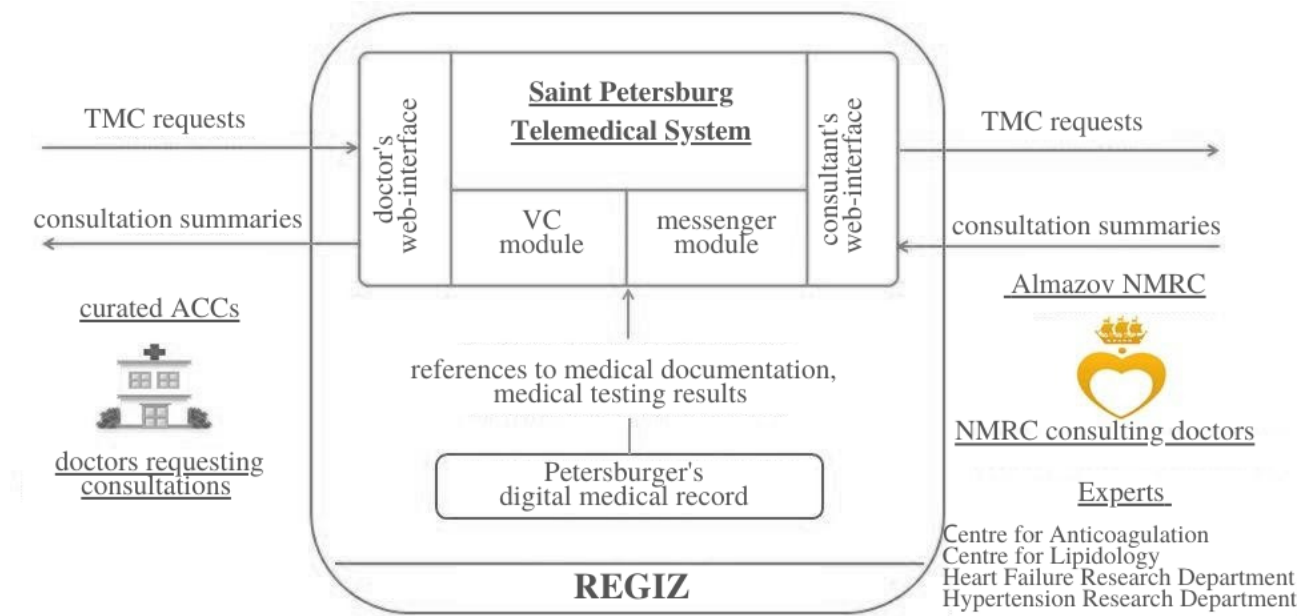 TMC requests
consultation summaries
curated ACCs
doctors requesting
consultations
doctor's
web-interface
Saint Petersburg
Telemedical System
VC
module
messenger
module
consultant's
web-interface
references to medical documentation,
medical testing results
Petersburger's
digital medical record
REGIZ
TMC requests
consultation summaries
Almazov NMRC
NMRC consulting doctors
Experts
Centre for Anticoagulation
Centre for Lipidology
Heart Failure Research Department
Hypertension Research Department